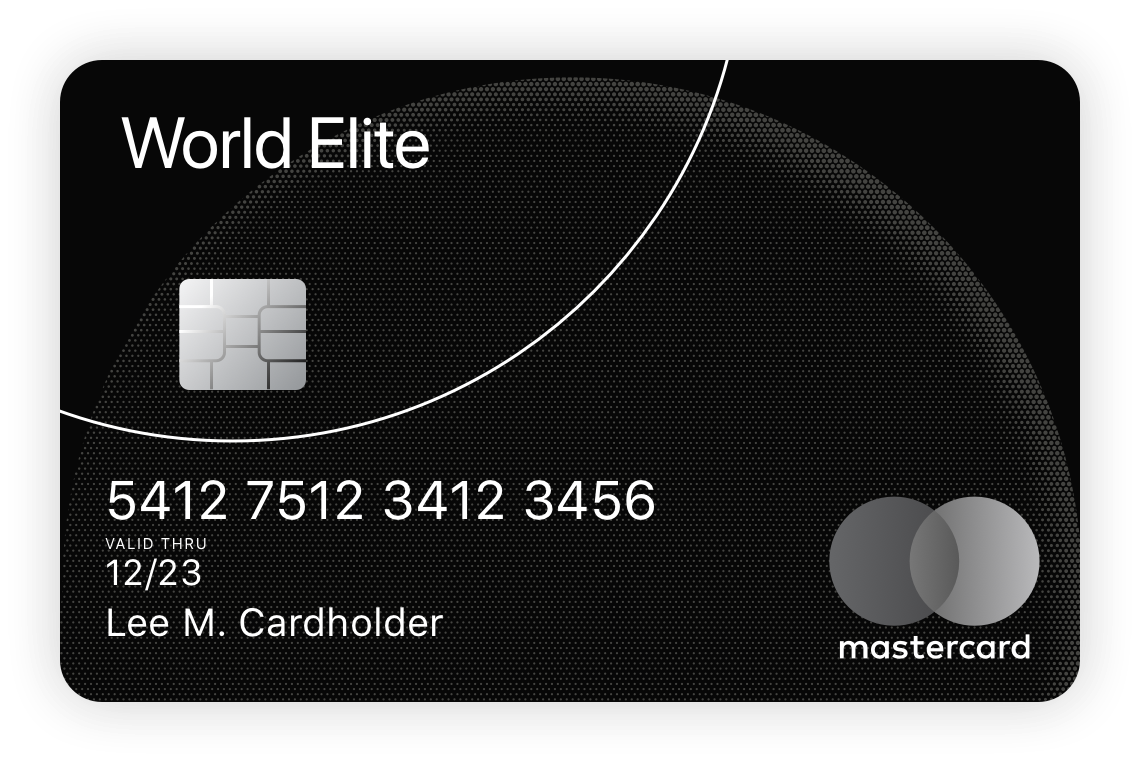 World Elite
5412 7512 3412 3456
VALID THRU
12/23
Lee M. Cardholder
mastercard